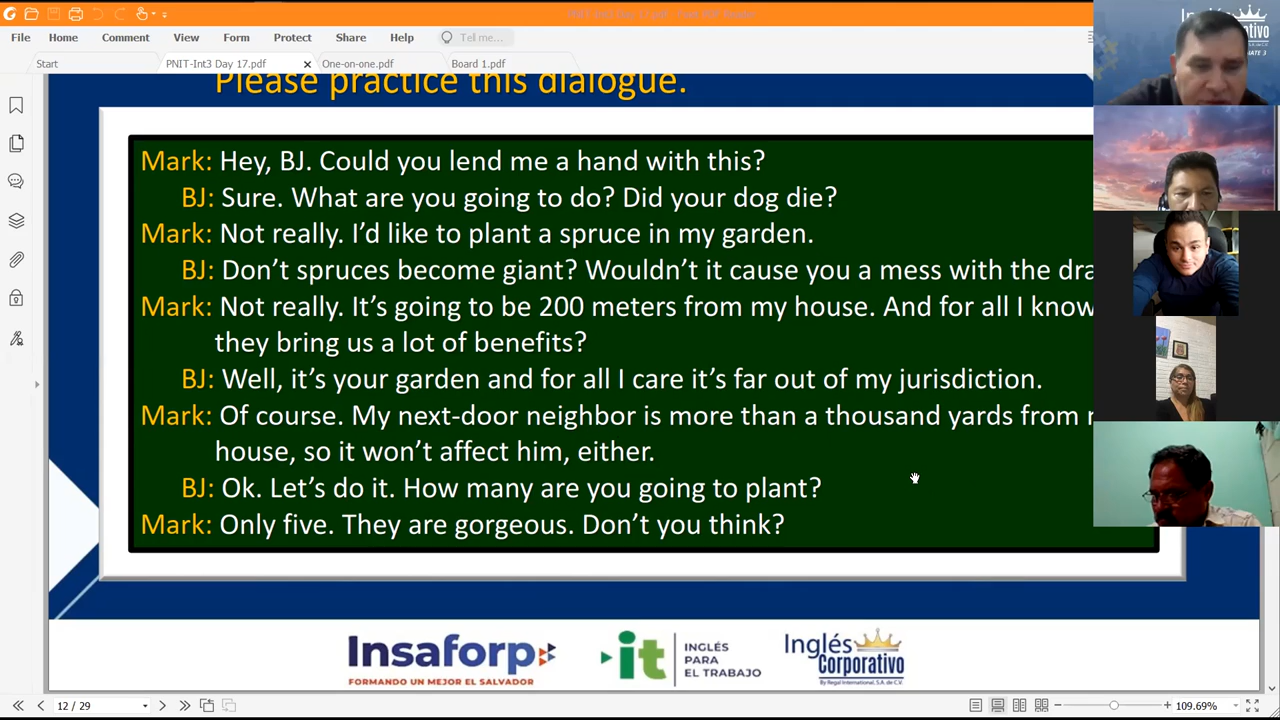 File Home Comment View Form Protect Share Help Tell me...
Start PNIT-Int3 Day 17.pdf One-on-one.pdf Board 1.pdf
Please practice this dialogue.
Mark: Hey, BJ. Could you lend me a hand with this?
BJ: Sure. What are you going to do? Did your dog die?
Mark: Not really. I'd like to plant a spruce in my garden.
BJ: Don't spruces become giant? Wouldn't it cause you a mess with the dra
Mark: Not really. It's going to be 200 meters from my house. And for all I know
they bring us a lot of benefits?
BJ: Well, it's your garden and for all I care it's far out of my jurisdiction.
Mark: Of course. My next-door neighbor is more than a thousand yards from
house, so it won't affect him, either.
BJ: Ok. Let's do it. How many are you going to plant?
Mark: Only five. They are gorgeous. Don't you think?
Insaforp
FORMANDO UN MEJOR EL SALVADOR
it
INGLÉS
PARA
EL TRABAJO
Inglés
Corporativo
By Regal International, S.A. de C.V.
12 / 29
109.69%